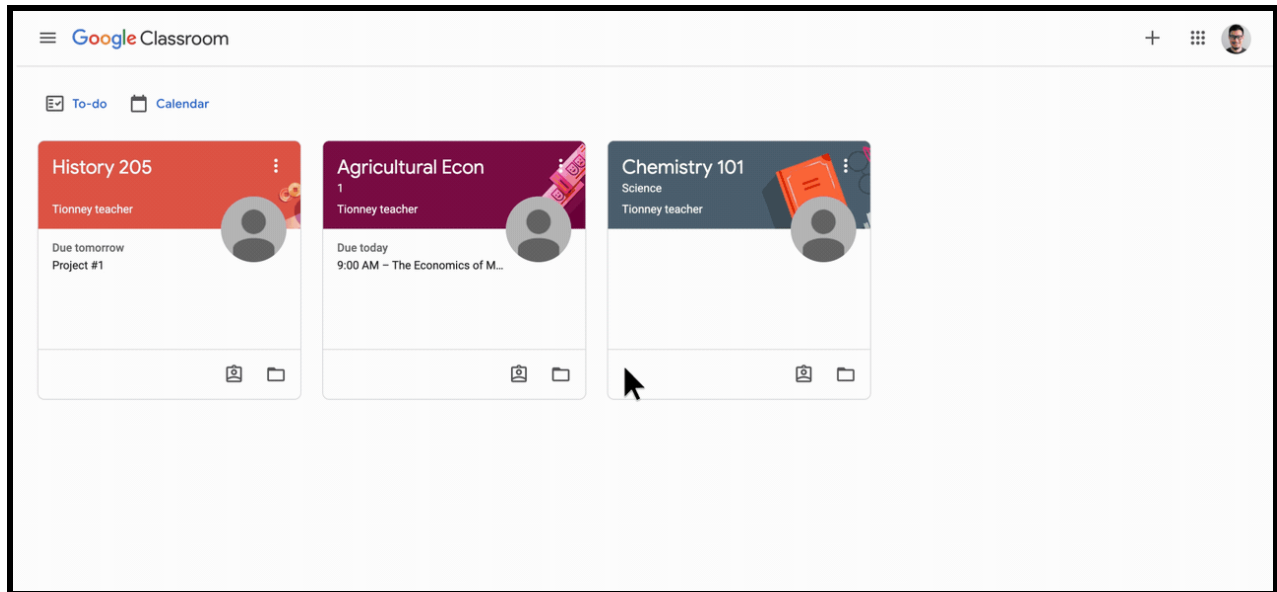 Google Classroom
To-do Calendar
History 205
Tionney teacher
Due tomorrow
Project #1
Agricultural Econ
1
Tionney teacher
Due today
9:00 AM – The Economics of M...
Chemistry 101
Science
Tionney teacher